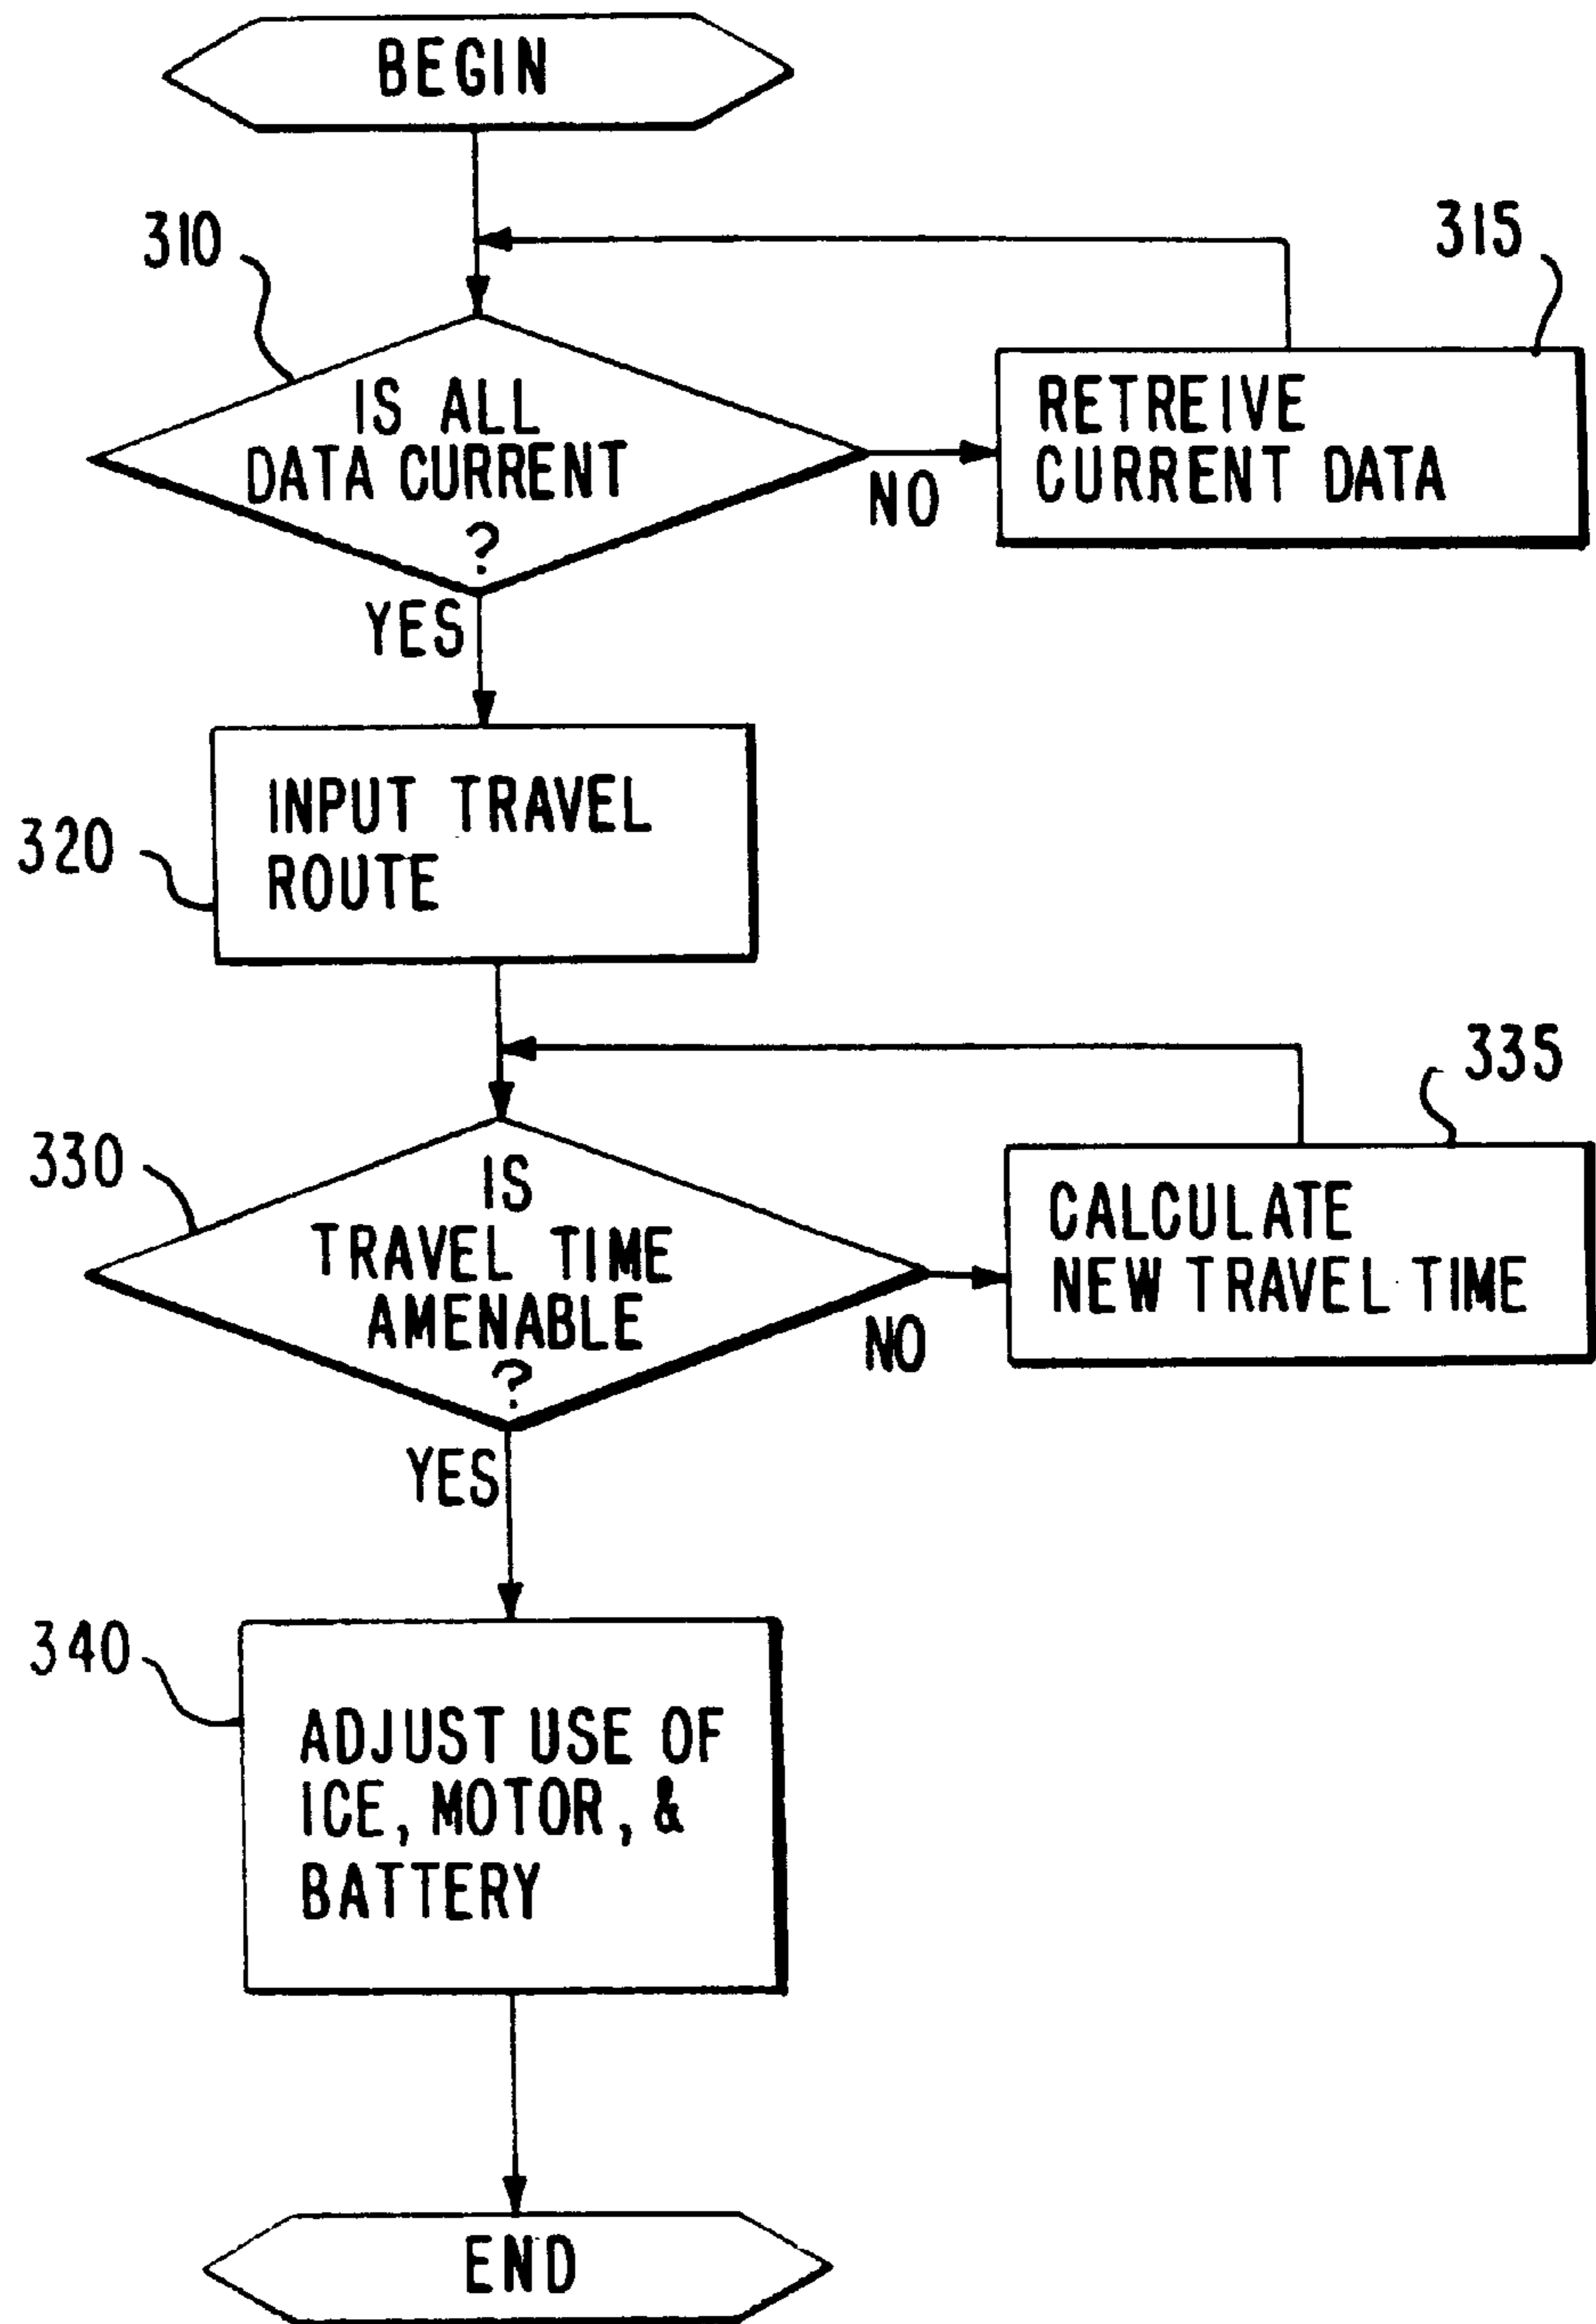 BEGIN
310
315
IS ALL
DATA CURRENT
?
RETREIVE
CURRENT DATA
NO
YES
INPUT TRAVEL
ROUTE
320
335
330
IS
TRAVEL TIME
AMENABLE
?
CALCULATE
NEW TRAVEL TIME
NO
YES
340
ADJUST USE OF
ICE, MOTOR, &
BATTERY
END